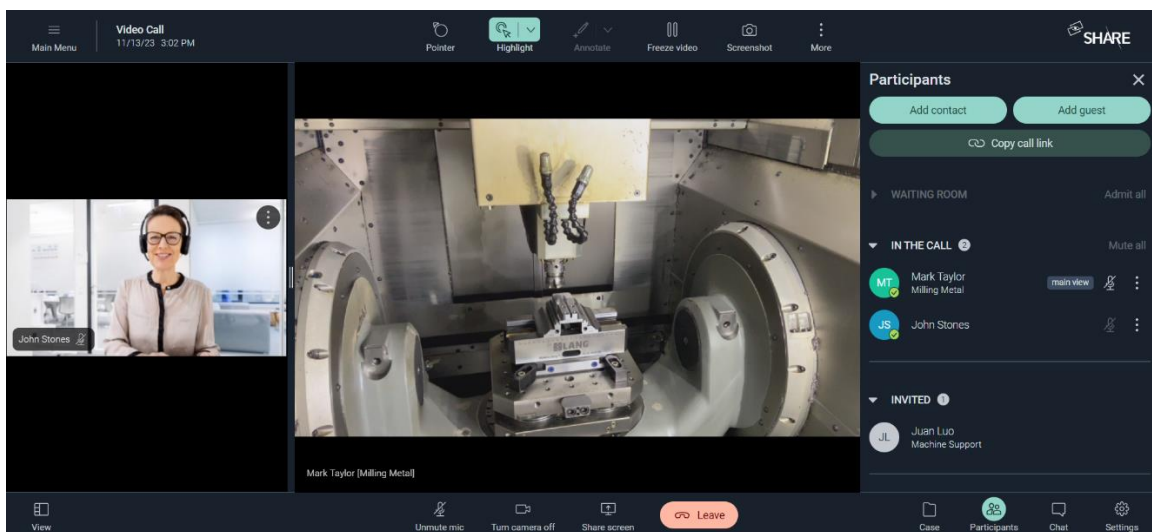 Main Menu
Video Call
11/13/23 3:02 PM
Pointer
Highlight
Annotate
Freeze video
Screenshot
More
SHARE
John Stones
LANG
Mark Taylor [Milling Metal]
Participants
Add contact
Add guest
Copy call link
WAITING ROOM
Admit all
IN THE CALL 2
Mute all
MT
Mark Taylor
Milling Metal
main view
JS
John Stones
INVITED 1
JL
Juan Luo
Machine Support
View
Unmute mic
Turn camera off
Share screen
Leave
Case
Participants
Chat
Settings